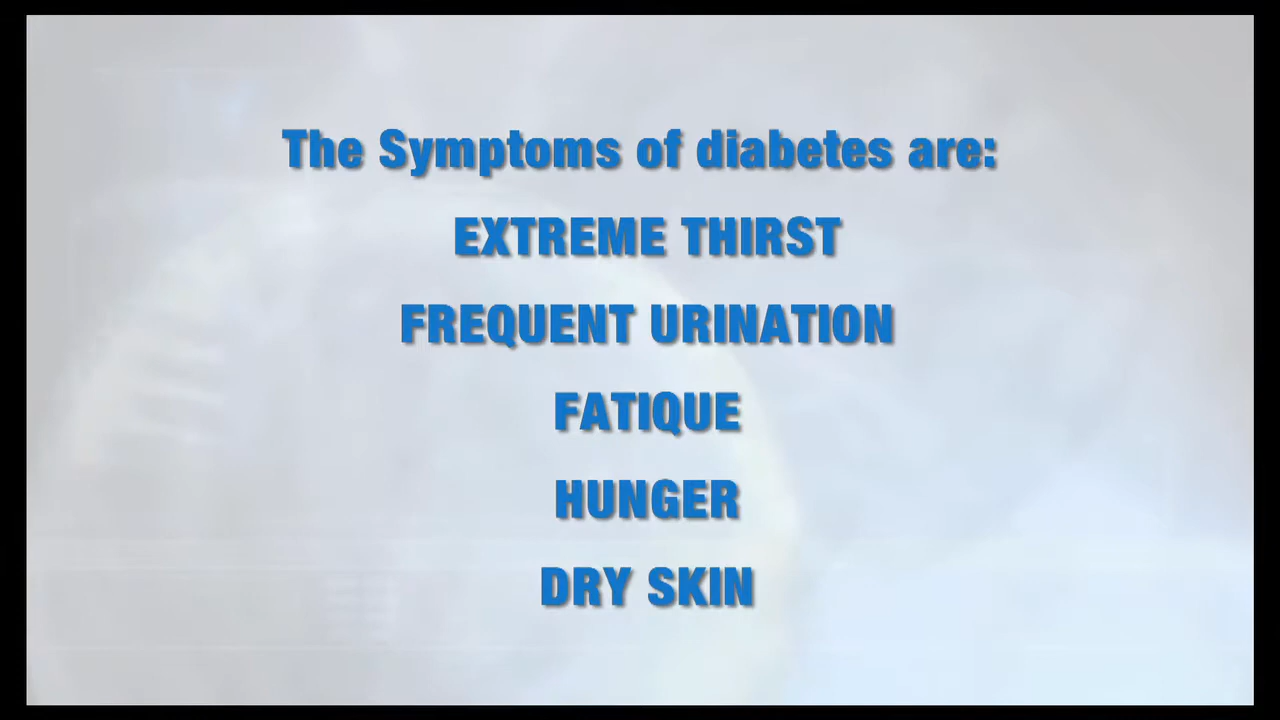 The Symptoms of diabetes are:
EXTREME THIRST
FREQUENT URINATION
FATIQUE
HUNGER
DRY SKIN